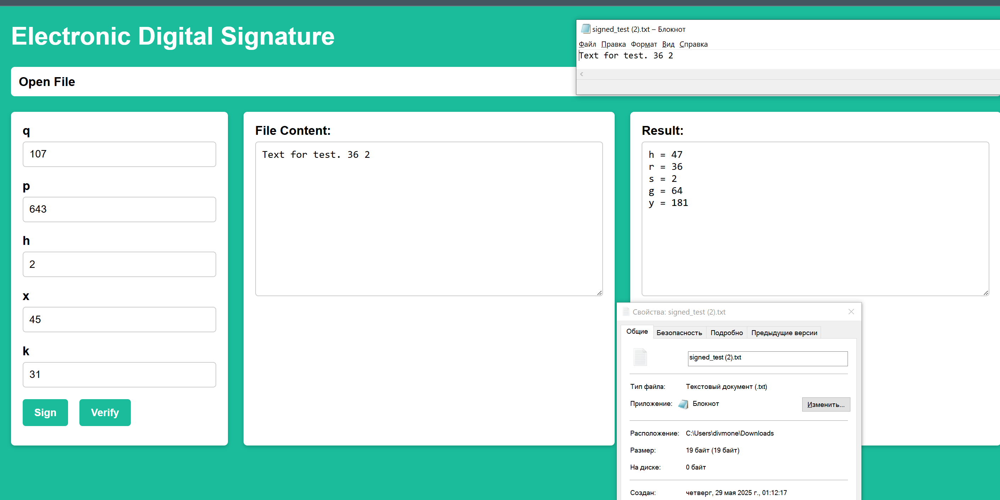 Electronic Digital Signature
signed_test (2).txt – Блокнот
Файл Правка Формат Вид Справка
Text for test. 36 2
Open File
q
107
p
643
h
2
x
45
k
31
Sign Verify
File Content:
Text for test. 36 2
Result:
h = 47
r = 36
s = 2
g = 64
y = 181
Свойства: signed_test (2).txt
Общие Безопасность Подробно Предыдущие версии
signed_test (2).txt
Тип файла: Текстовый документ (.txt)
Приложение: Блокнот Изменить...
Расположение: C:\Users\divmone\Downloads
Размер: 19 байт (19 байт)
На диске: 0 байт
Создан: четверг, 29 мая 2025 г., 01:12:17